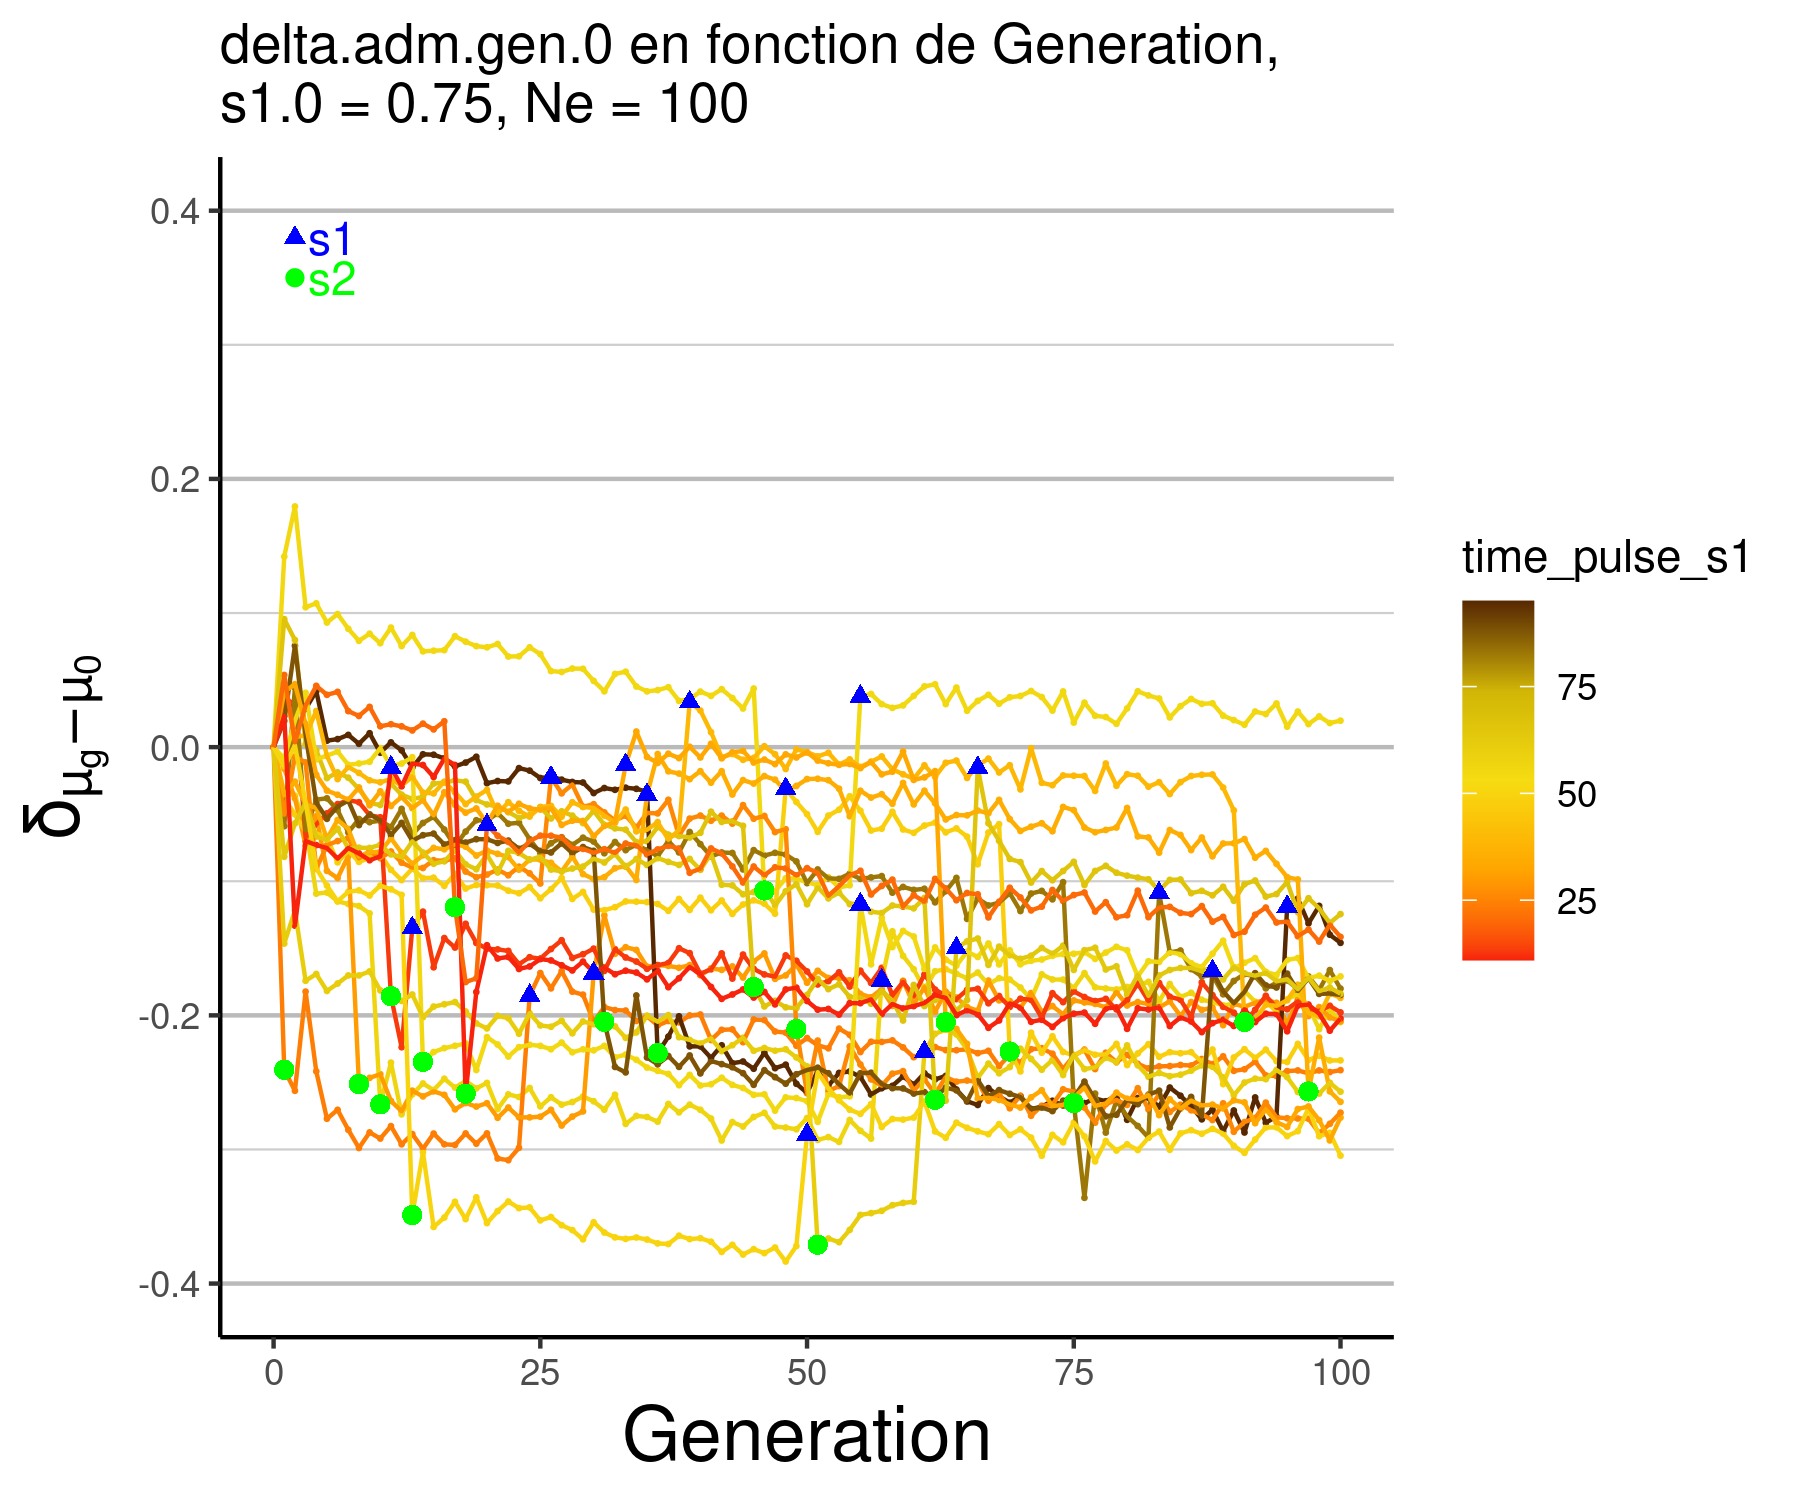 delta.adm.gen.0 en fonction de Generation,
s1.0 = 0.75, Ne = 100
0.4
0.2
0.0
-0.2
-0.4
s1
s2
δμg−μ0
0
25
50
75
100
Generation
time_pulse_s1
75
50
25